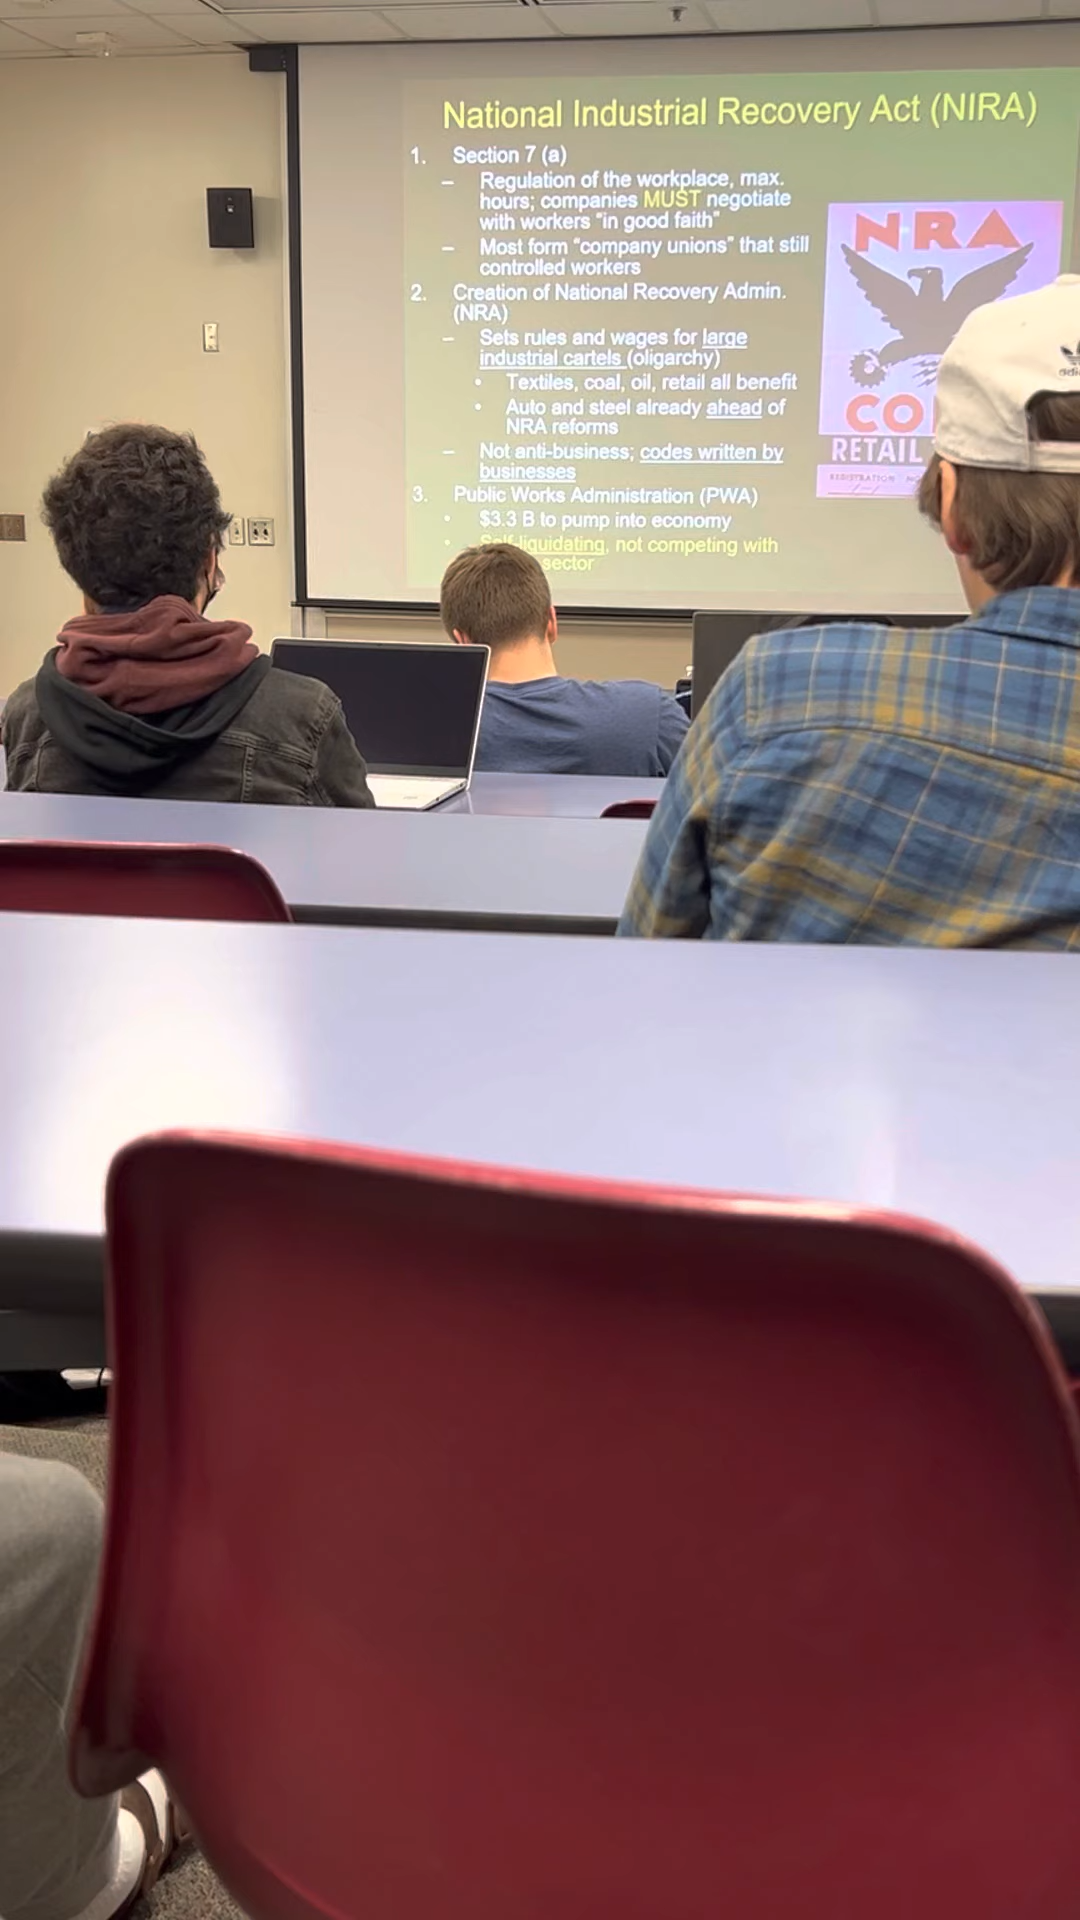 National Industrial Recovery Act (NIRA)
1. Section 7 (a)
– Regulation of the workplace, max.
hours; companies MUST negotiate
with workers “in good faith”
– Most form “company unions” that still
controlled workers
2. Creation of National Recovery Admin.
(NRA)
– Sets rules and wages for large
industrial cartels (oligarchy)
• Textiles, coal, oil, retail all benefit
• Auto and steel already ahead of
NRA reforms
– Not anti-business; codes written by
businesses
3. Public Works Administration (PWA)
• $3.3 B to pump into economy
• Self-liquidating, not competing with
sector
NRA
RETAIL
REGISTRATION